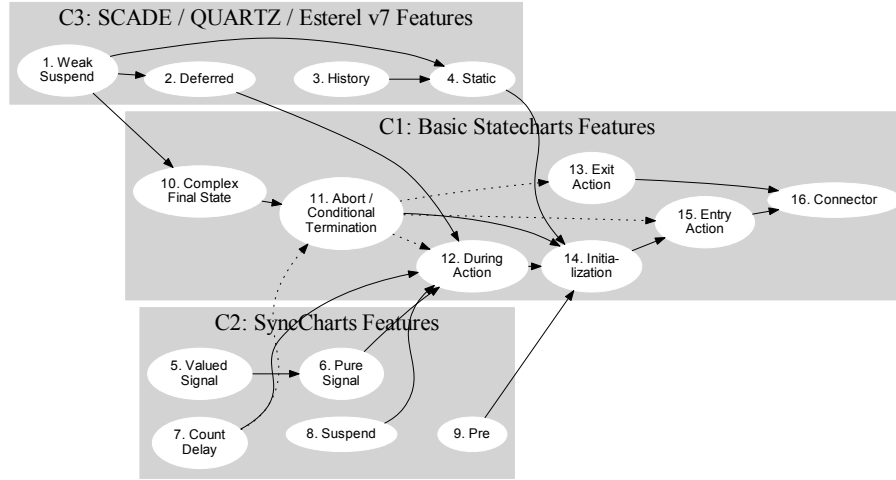 C3: SCADE / QUARTZ / Esterel v7 Features
1. Weak
Suspend
2. Deferred
3. History
4. Static
C1: Basic Statecharts Features
10. Complex
Final State
11. Abort /
Conditional
Termination
13. Exit
Action
16. Connector
15. Entry
Action
12. During
Action
14. Initia-
lization
C2: SyncCharts Features
5. Valued
Signal
6. Pure
Signal
7. Count
Delay
8. Suspend
9. Pre